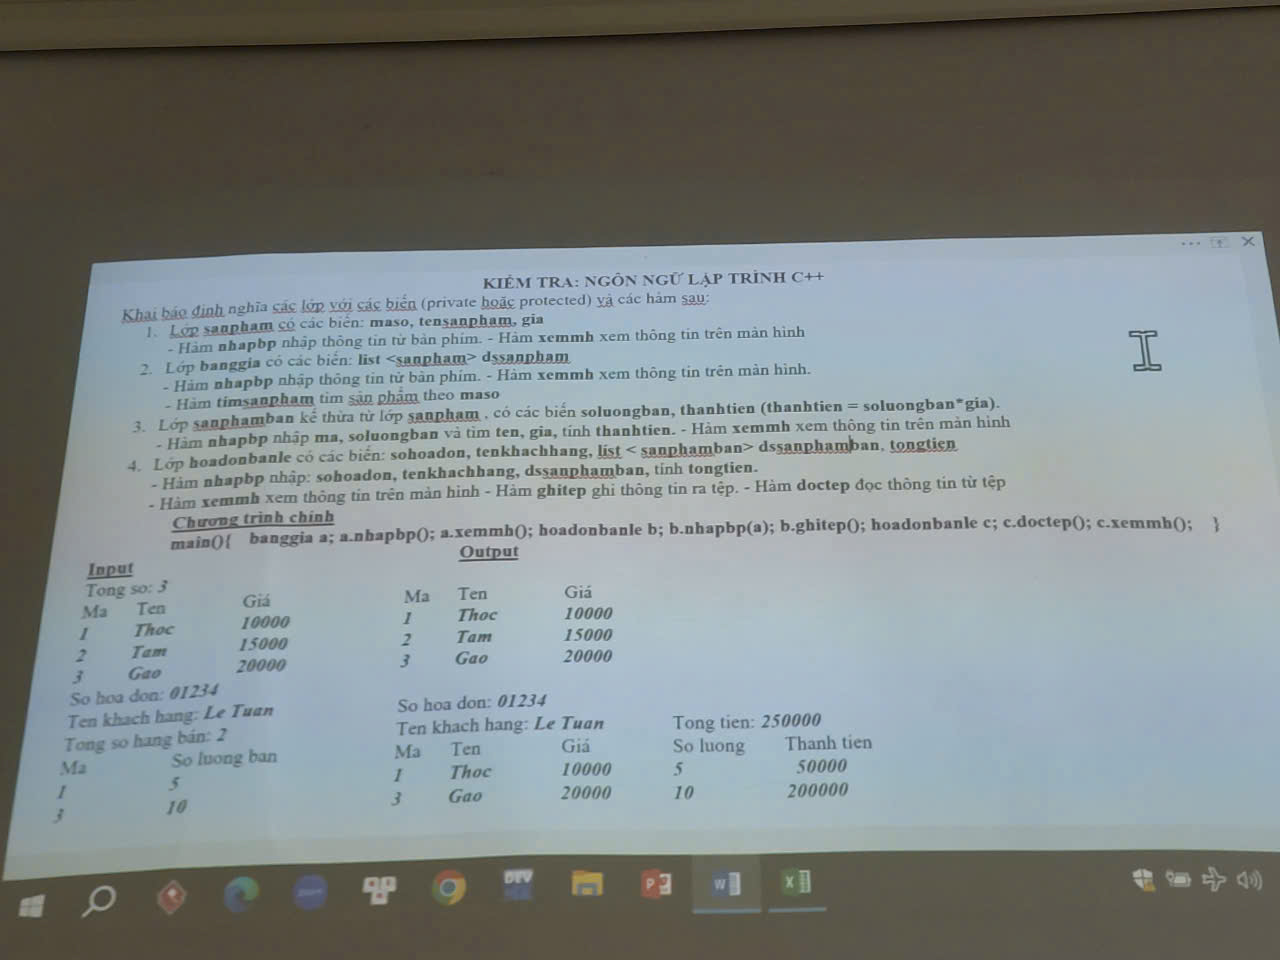 KIỂM TRA: NGÔN NGỮ LẬP TRÌNH C++
Khai báo định nghĩa các lớp với các biến (private hoặc protected) và các hàm sau:
1. Lớp sanpham có các biến: maso, tensanpham, gia
- Hàm nhapbp nhập thông tin từ bàn phím. - Hàm xemmh xem thông tin trên màn hình
2. Lớp banggia có các biến: list <sanpham> dssanpham
- Hàm nhapbp nhập thông tin từ bàn phím. - Hàm xemmh xem thông tin trên màn hình.
- Hàm timsanpham tìm sản phẩm theo maso
3. Lớp sanphamban kế thừa từ lớp sanpham , có các biến soluongban, thanhtien (thanhtien = soluongban*gia).
- Hàm nhapbp nhập ma, soluongban và tìm ten, gia, tính thanhtien. - Hàm xemmh xem thông tin trên màn hình
4. Lớp hoadonbanle có các biến: sohoadon, tenkhachhang, list < sanphamban> dssanphamban, tongtien
- Hàm nhapbp nhập: sohoadon, tenkhachhang, dssanphamban, tính tongtien.
- Hàm xemmh xem thông tin trên màn hình - Hàm ghitep ghi thông tin ra tệp. - Hàm doctep đọc thông tin từ tệp
Chương trình chính
main(){ banggia a; a.nhapbp(); a.xemmh(); hoadonbanle b; b.nhapbp(a); b.ghitep(); hoadonbanle c; c.doctep(); c.xemmh(); }
Input
Tong so: 3
Ma Ten Giá
1 Thoc 10000
2 Tam 15000
3 Gao 20000
So hoa don: 01234
Ten khach hang: Le Tuan
Tong so hang bán: 2
Ma So luong ban
1 5
3 10
Output
Ma Ten Giá
1 Thoc 10000
2 Tam 15000
3 Gao 20000
So hoa don: 01234
Ten khach hang: Le Tuan Tong tien: 250000
Ma Ten Giá So luong Thanh tien
1 Thoc 10000 5 50000
3 Gao 20000 10 200000
DEV